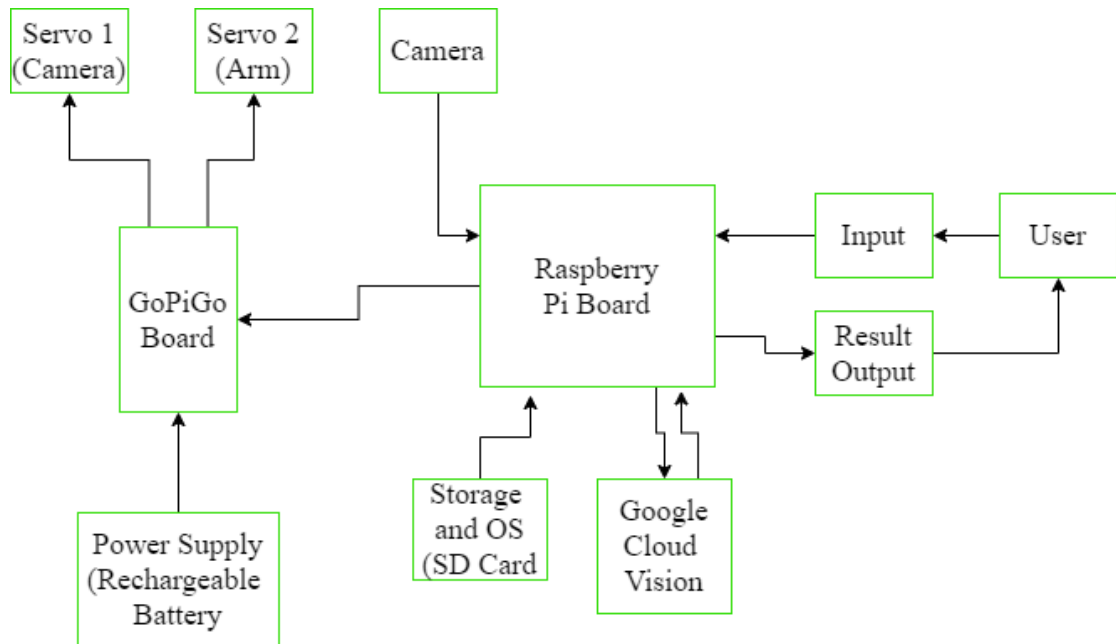 Servo 1
(Camera)
Servo 2
(Arm)
Camera
Raspberry
Pi Board
Input
User
GoPiGo
Board
Result
Output
Storage
and OS
(SD Card
Google
Cloud
Vision
Power Supply
(Rechargeable
Battery